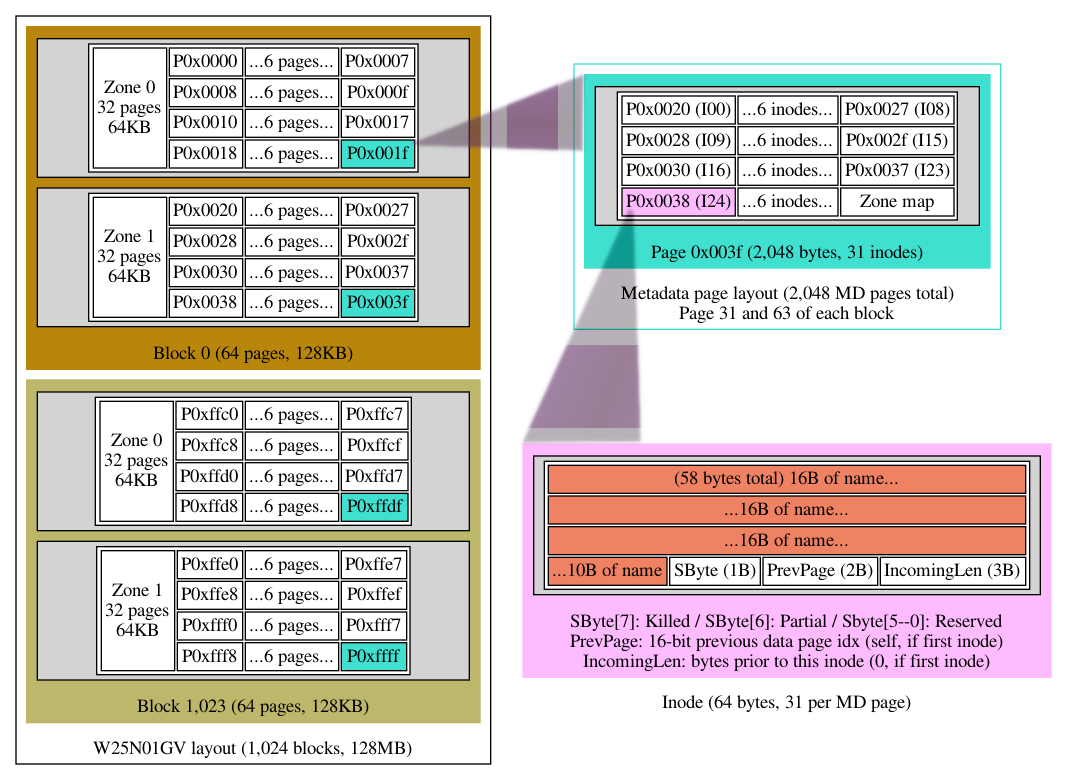 Zone 0
32 pages
64KB
P0x0000 ...6 pages... P0x0007
P0x0008 ...6 pages... P0x000f
P0x0010 ...6 pages... P0x0017
P0x0018 ...6 pages... P0x001f
Zone 1
32 pages
64KB
P0x0020 ...6 pages... P0x0027
P0x0028 ...6 pages... P0x002f
P0x0030 ...6 pages... P0x0037
P0x0038 ...6 pages... P0x003f
Block 0 (64 pages, 128KB)
Zone 0
32 pages
64KB
P0xffc0 ...6 pages... P0xffc7
P0xffc8 ...6 pages... P0xffcf
P0xffd0 ...6 pages... P0xffd7
P0xffd8 ...6 pages... P0xffdf
Zone 1
32 pages
64KB
P0xffe0 ...6 pages... P0xffe7
P0xffe8 ...6 pages... P0xffef
P0xfff0 ...6 pages... P0xfff7
P0xfff8 ...6 pages... P0xffff
Block 1,023 (64 pages, 128KB)
W25N01GV layout (1,024 blocks, 128MB)
P0x0020 (I00) ...6 inodes... P0x0027 (I08)
P0x0028 (I09) ...6 inodes... P0x002f (I15)
P0x0030 (I16) ...6 inodes... P0x0037 (I23)
P0x0038 (I24) ...6 inodes... Zone map
Page 0x003f (2,048 bytes, 31 inodes)
Metadata page layout (2,048 MD pages total)
Page 31 and 63 of each block
(58 bytes total) 16B of name...
...16B of name...
...16B of name...
...10B of name SByte (1B) PrevPage (2B) IncomingLen (3B)
SByte[7]: Killed / SByte[6]: Partial / Sbyte[5--0]: Reserved
PrevPage: 16-bit previous data page idx (self, if first inode)
IncomingLen: bytes prior to this inode (0, if first inode)
Inode (64 bytes, 31 per MD page)